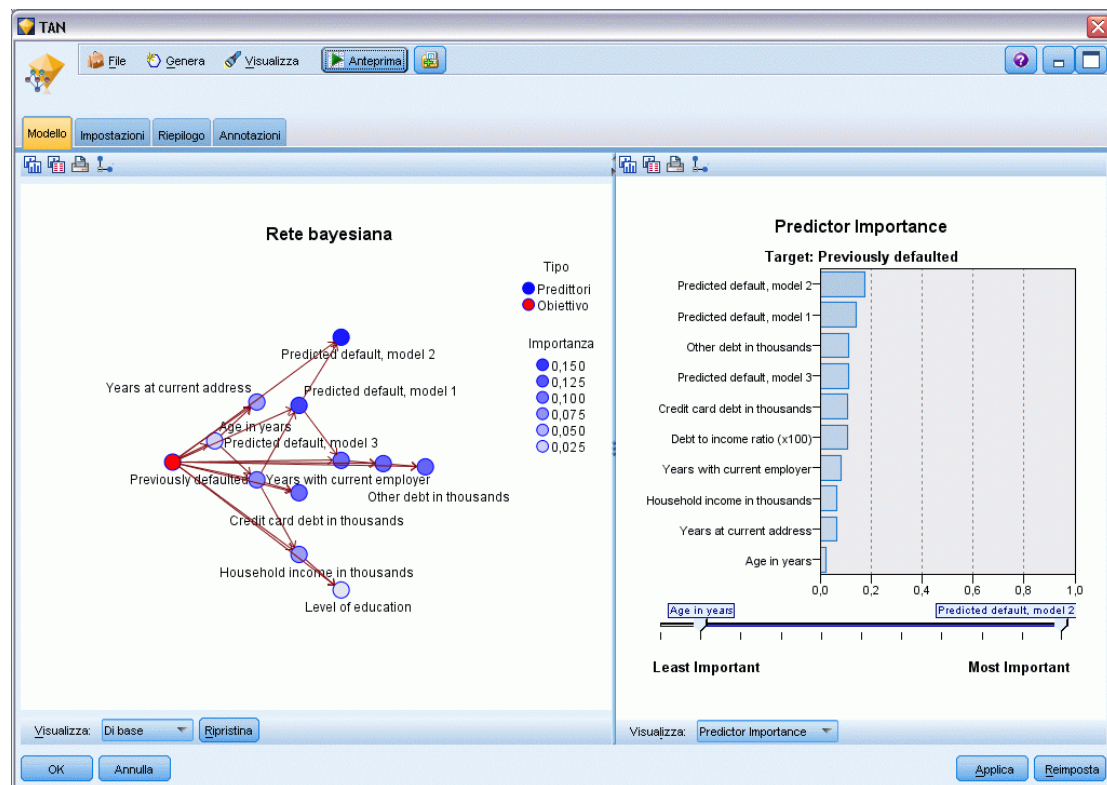 TAN
File Genera Visualizza Anteprima
Modello Impostazioni Riepilogo Annotazioni
Rete bayesiana
Tipo
Predittori
Obiettivo
Importanza
0,150
0,125
0,100
0,075
0,050
0,025
Predicted default, model 2
Years at current address
Predicted default, model 1
Age in years
Predicted default, model 3
Previously defaulted
Years with current employer
Other debt in thousands
Credit card debt in thousands
Household income in thousands
Level of education
Visualizza: Di base Ripristina
Predictor Importance
Target: Previously defaulted
Predicted default, model 2
Predicted default, model 1
Other debt in thousands
Predicted default, model 3
Credit card debt in thousands
Debt to income ratio (x100)
Years with current employer
Household income in thousands
Years at current address
Age in years
0,0 0,2 0,4 0,6 0,8 1,0
Age in years Predicted default, model 2
Least Important Most Important
Visualizza: Predictor Importance
OK Annulla Applica Reimposta